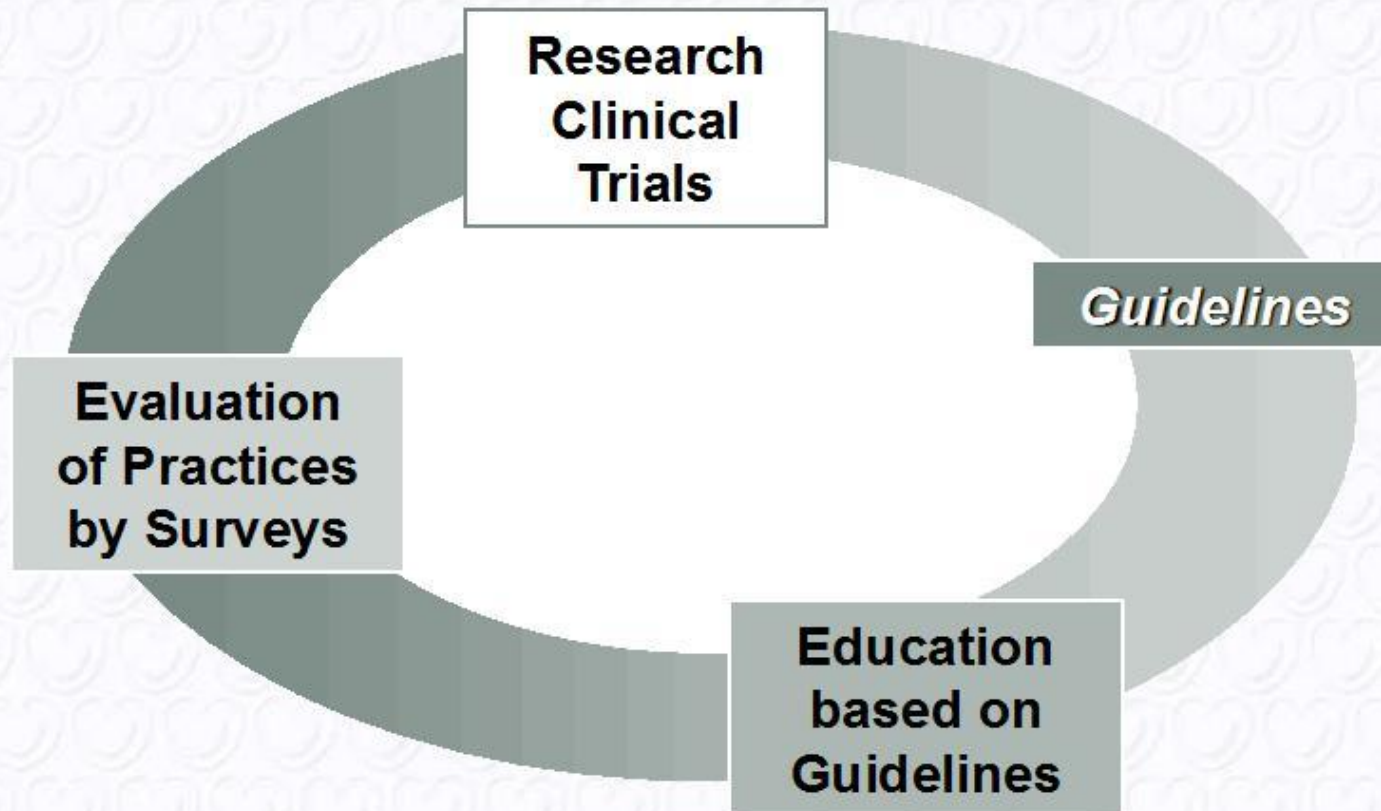 Research
Clinical
Trials
Guidelines
Evaluation
of Practices
by Surveys
Education
based on
Guidelines